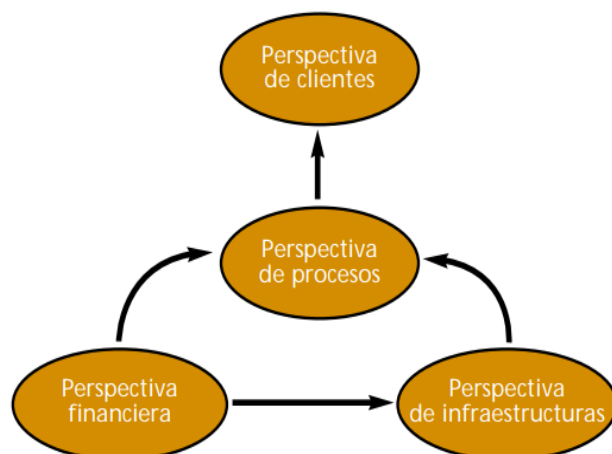 Perspectiva
de clientes
Perspectiva
de procesos
Perspectiva
financiera
Perspectiva
de infraestructuras